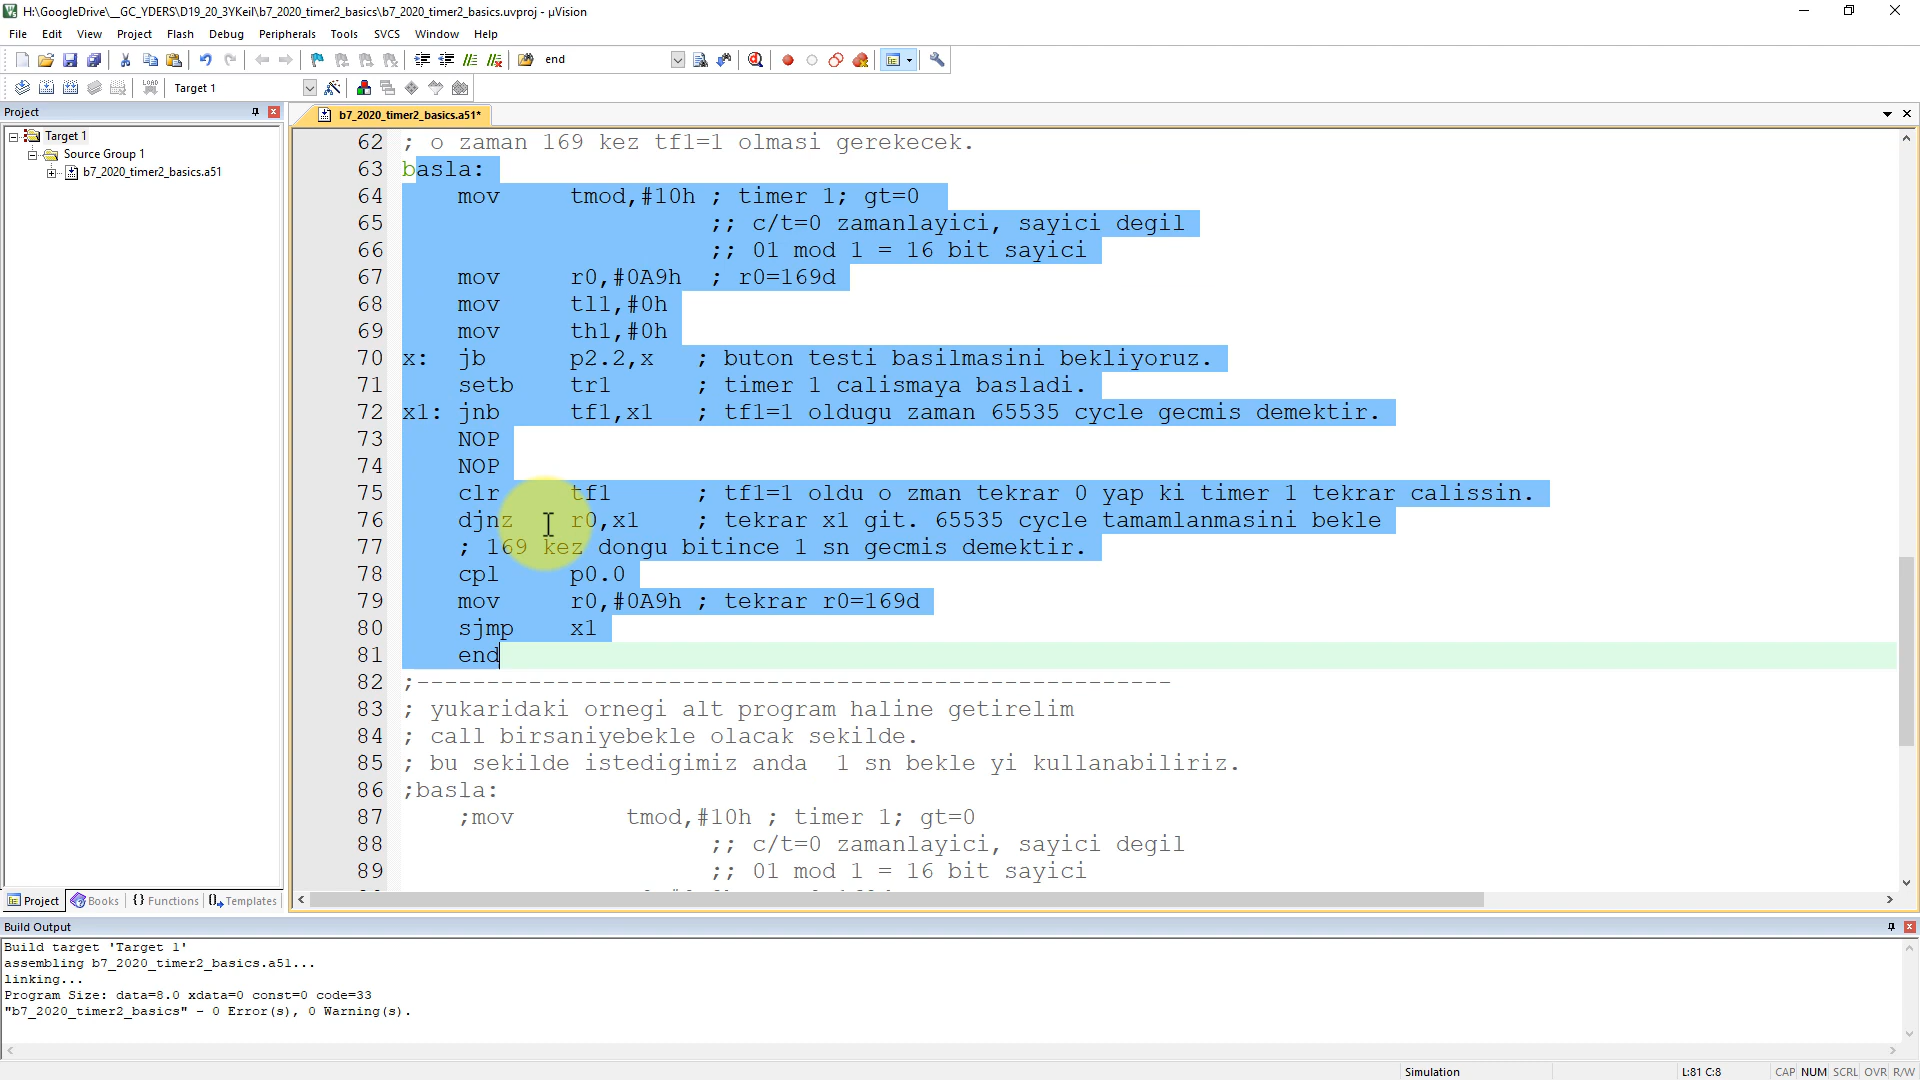 H:\GoogleDrive\__GC_YDERS\D19_20_3YKeil\b7_2020_timer2_basics\b7_2020_timer2_basics.uvproj - µVision
File Edit View Project Flash Debug Peripherals Tools SVCS Window Help
end
LOAD Target 1
Project
b7_2020_timer2_basics.a51*
Target 1
Source Group 1
b7_2020_timer2_basics.a51
62 ; o zaman 169 kez tf1=1 olmasi gerekecek.
63 basla:
64 mov tmod,#10h ; timer 1; gt=0
65 ;; c/t=0 zamanlayici, sayici degil
66 ;; 01 mod 1 = 16 bit sayici
67 mov r0,#0A9h ; r0=169d
68 mov tl1,#0h
69 mov th1,#0h
70 x: jb p2.2,x ; buton testi basilmasini bekliyoruz.
71 setb tr1 ; timer 1 calismaya basladi.
72 x1: jnb tf1,x1 ; tf1=1 oldugu zaman 65535 cycle gecmis demektir.
73 NOP
74 NOP
75 clr tf1 ; tf1=1 oldu o zman tekrar 0 yap ki timer 1 tekrar calissin.
76 djnz r0,x1 ; tekrar x1 git. 65535 cycle tamamlanmasini bekle
77 ; 169 kez dongu bitince 1 sn gecmis demektir.
78 cpl p0.0
79 mov r0,#0A9h ; tekrar r0=169d
80 sjmp x1
81 end
82 ;------------------------------------------------------
83 ; yukaridaki ornegi alt program haline getirelim
84 ; call birsaniyebekle olacak sekilde.
85 ; bu sekilde istedigimiz anda 1 sn bekle yi kullanabiliriz.
86 ;basla:
87 ;mov tmod,#10h ; timer 1; gt=0
88 ;; c/t=0 zamanlayici, sayici degil
89 ;; 01 mod 1 = 16 bit sayici
Project Books {} Functions Templates
Build Output
Build target 'Target 1'
assembling b7_2020_timer2_basics.a51...
linking...
Program Size: data=8.0 xdata=0 const=0 code=33
"b7_2020_timer2_basics" - 0 Error(s), 0 Warning(s).
Simulation L:81 C:8 CAP NUM SCRL OVR R/W